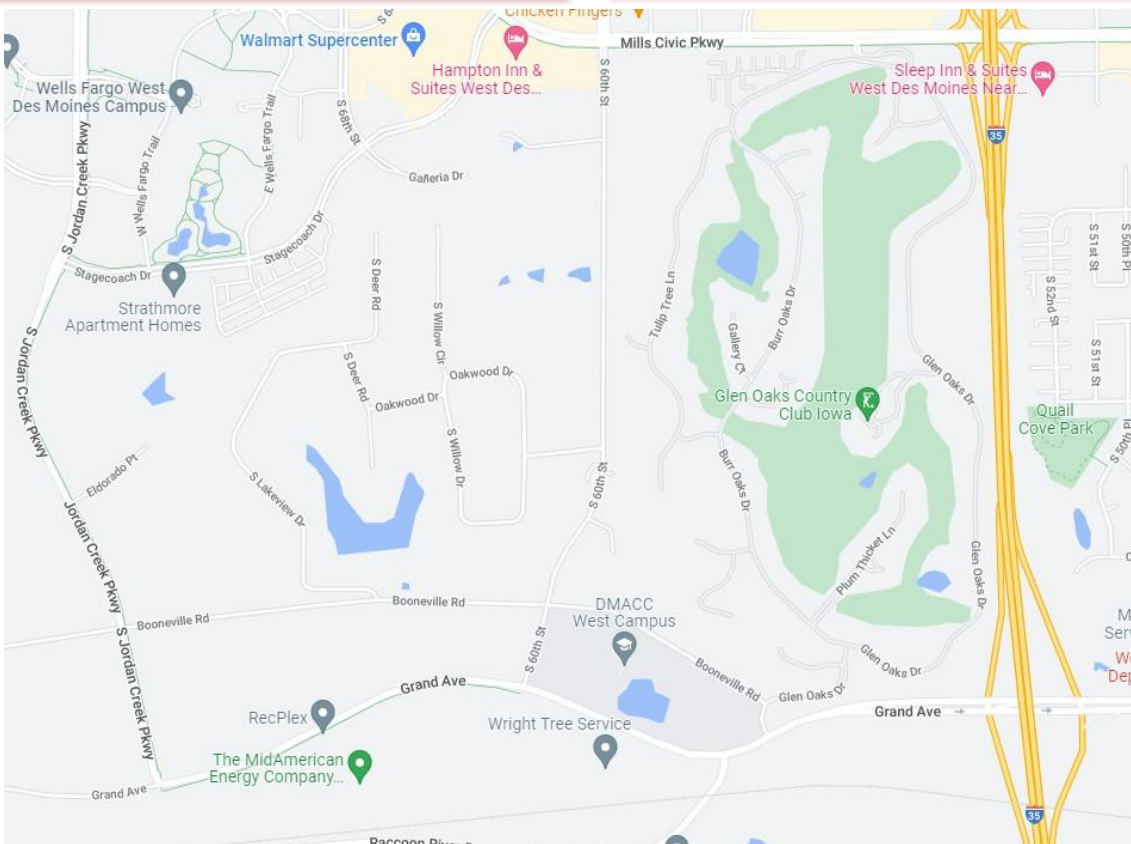 Chicken Fingers
Walmart Supercenter
Mills Civic Pkwy
Hampton Inn &
Suites West Des...
Sleep Inn & Suites
West Des Moines Near...
Wells Fargo West
Des Moines Campus
S Jordan Creek Pkwy
W Wells Fargo Trail
E Wells Fargo Trail
S 68th St
S 60th St
35
Galleria Dr
Stagecoach Dr
Stagecoach Dr
Strathmore
Apartment Homes
S Deer Rd
S Willow Cir
Tulip Tree Ln
Burr Oaks Dr
Gallery Ct
S 51st St
S 50th Pl
S 52nd St
S 51st St
S Jordan Creek Pkwy
S Deer Rd
Oakwood Dr
Oakwood Dr
Glen Oaks Dr
Glen Oaks Country
Club Iowa
Quail
Cove Park
S 50th Pl
S Willow Dr
Eldorado Pt
S Lakeview Dr
S 60th St
Burr Oaks Dr
Jordan Creek Pkwy
Plum Thicket Ln
Glen Oaks Dr
Booneville Rd
Booneville Rd
DMACC
West Campus
S 60th St
Booneville Rd
Glen Oaks Dr
Glen Oaks Dr
S Jordan Creek Pkwy
Grand Ave
Grand Ave
RecPlex
Wright Tree Service
The MidAmerican
Energy Company...
Grand Ave
35
Raccoon River